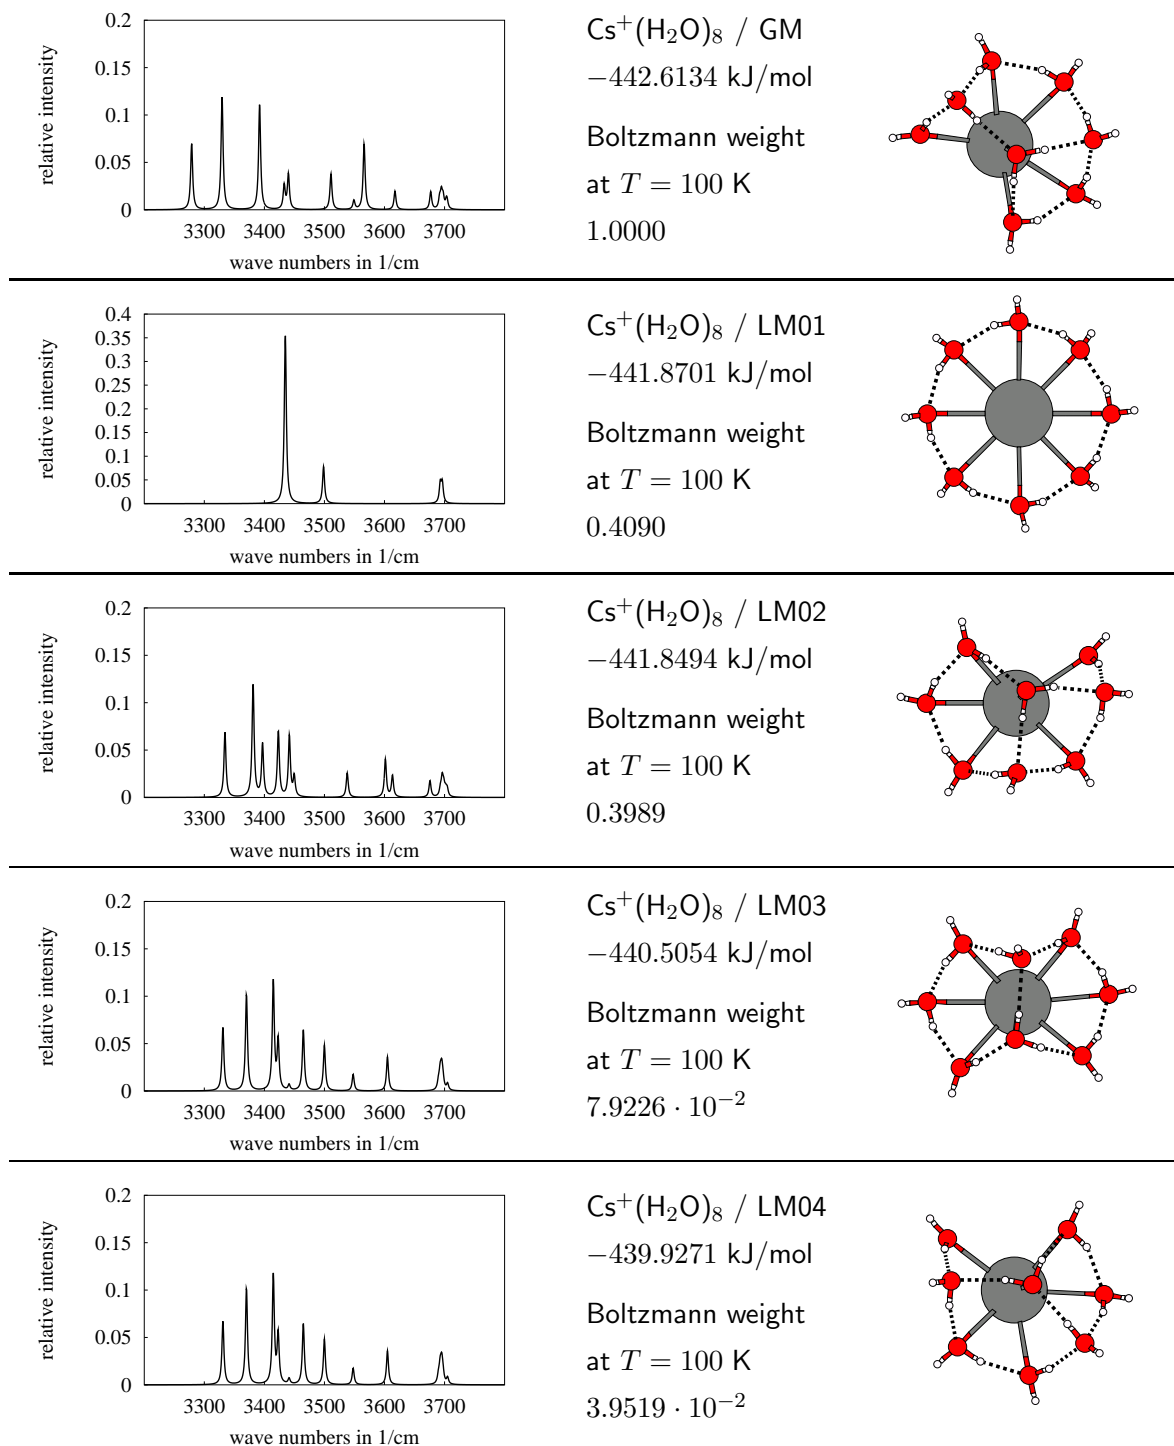 0.2
0.15
0.1
0.05
0
3300 3400 3500 3600 3700
wave numbers in 1/cm
relative intensity
Cs⁺(H₂O)₈ / GM
−442.6134 kJ/mol
Boltzmann weight
at T = 100 K
1.0000
0.4
0.35
0.3
0.25
0.2
0.15
0.1
0.05
0
3300 3400 3500 3600 3700
wave numbers in 1/cm
relative intensity
Cs⁺(H₂O)₈ / LM01
−441.8701 kJ/mol
Boltzmann weight
at T = 100 K
0.4090
0.2
0.15
0.1
0.05
0
3300 3400 3500 3600 3700
wave numbers in 1/cm
relative intensity
Cs⁺(H₂O)₈ / LM02
−441.8494 kJ/mol
Boltzmann weight
at T = 100 K
0.3989
0.2
0.15
0.1
0.05
0
3300 3400 3500 3600 3700
wave numbers in 1/cm
relative intensity
Cs⁺(H₂O)₈ / LM03
−440.5054 kJ/mol
Boltzmann weight
at T = 100 K
7.9226 · 10⁻²
0.2
0.15
0.1
0.05
0
3300 3400 3500 3600 3700
wave numbers in 1/cm
relative intensity
Cs⁺(H₂O)₈ / LM04
−439.9271 kJ/mol
Boltzmann weight
at T = 100 K
3.9519 · 10⁻²